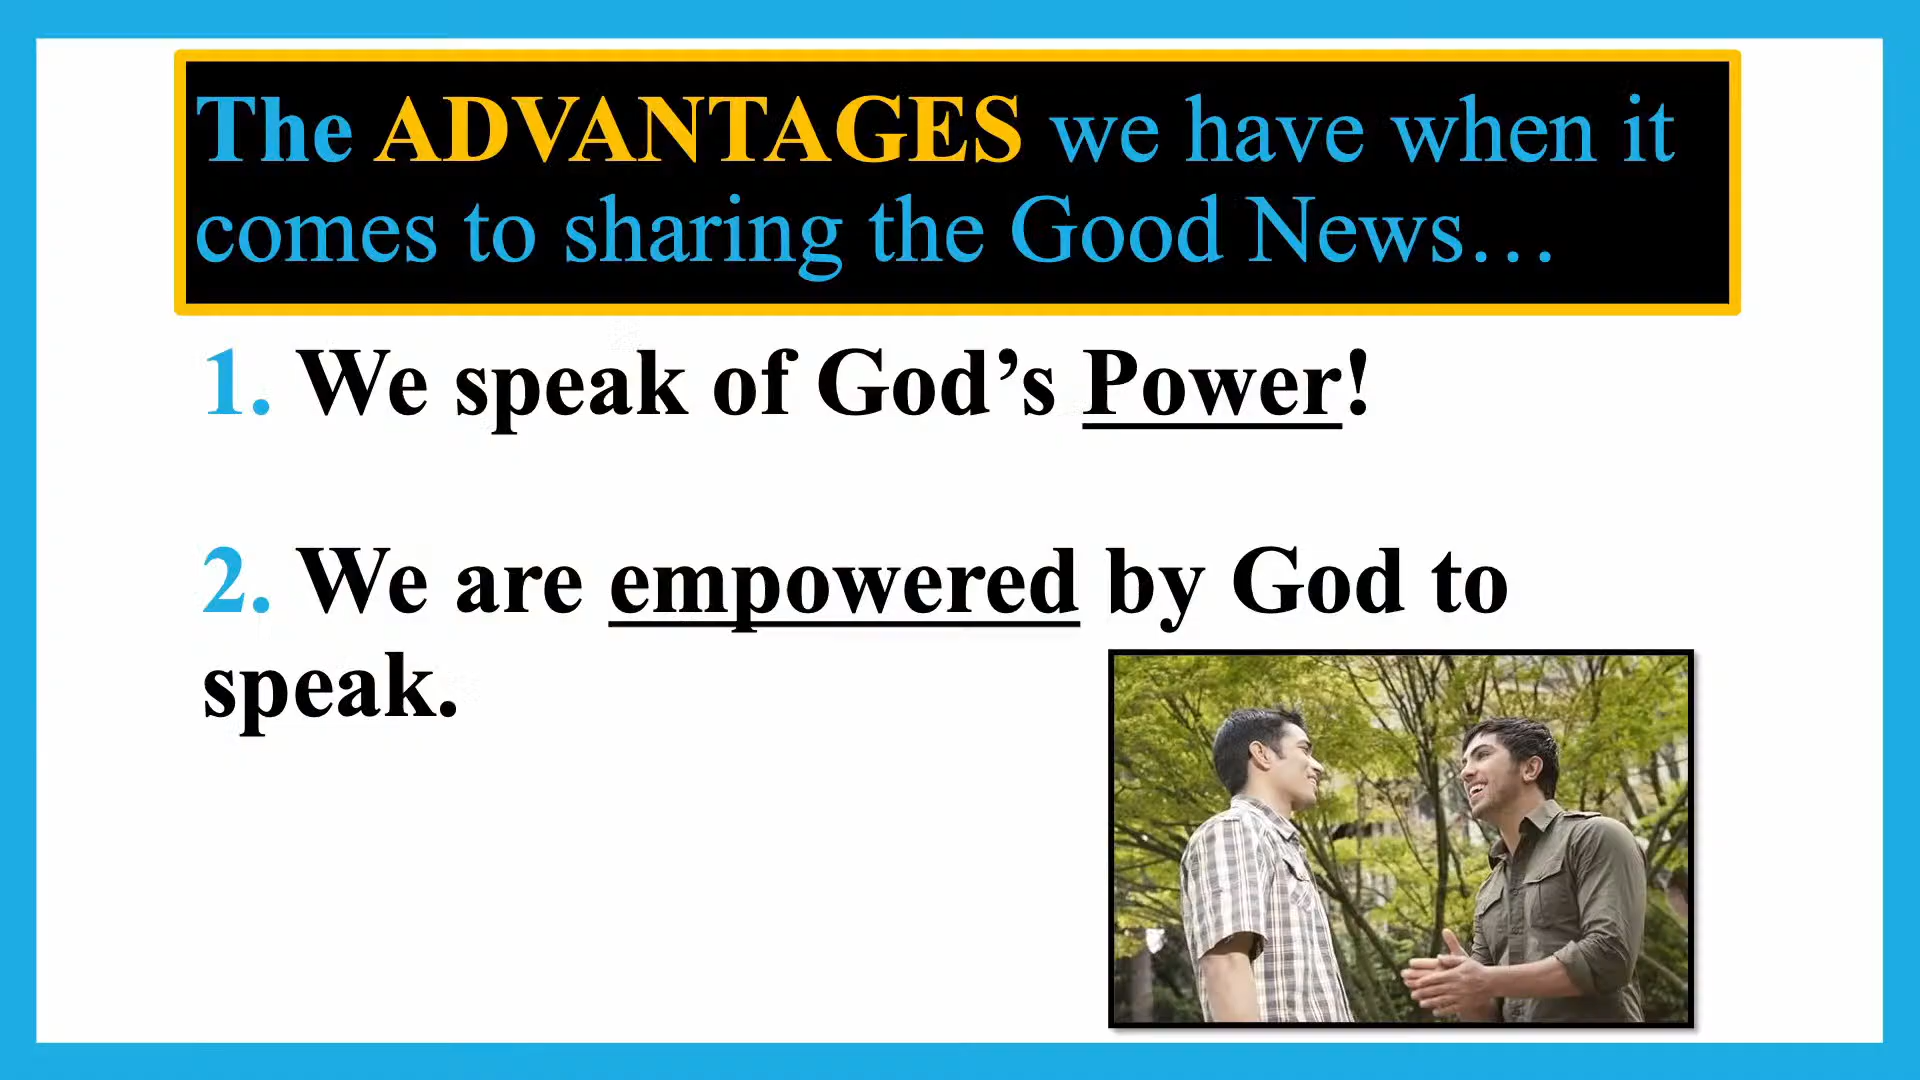 The ADVANTAGES we have when it
comes to sharing the Good News…
1. We speak of God’s Power!
2. We are empowered by God to
speak.